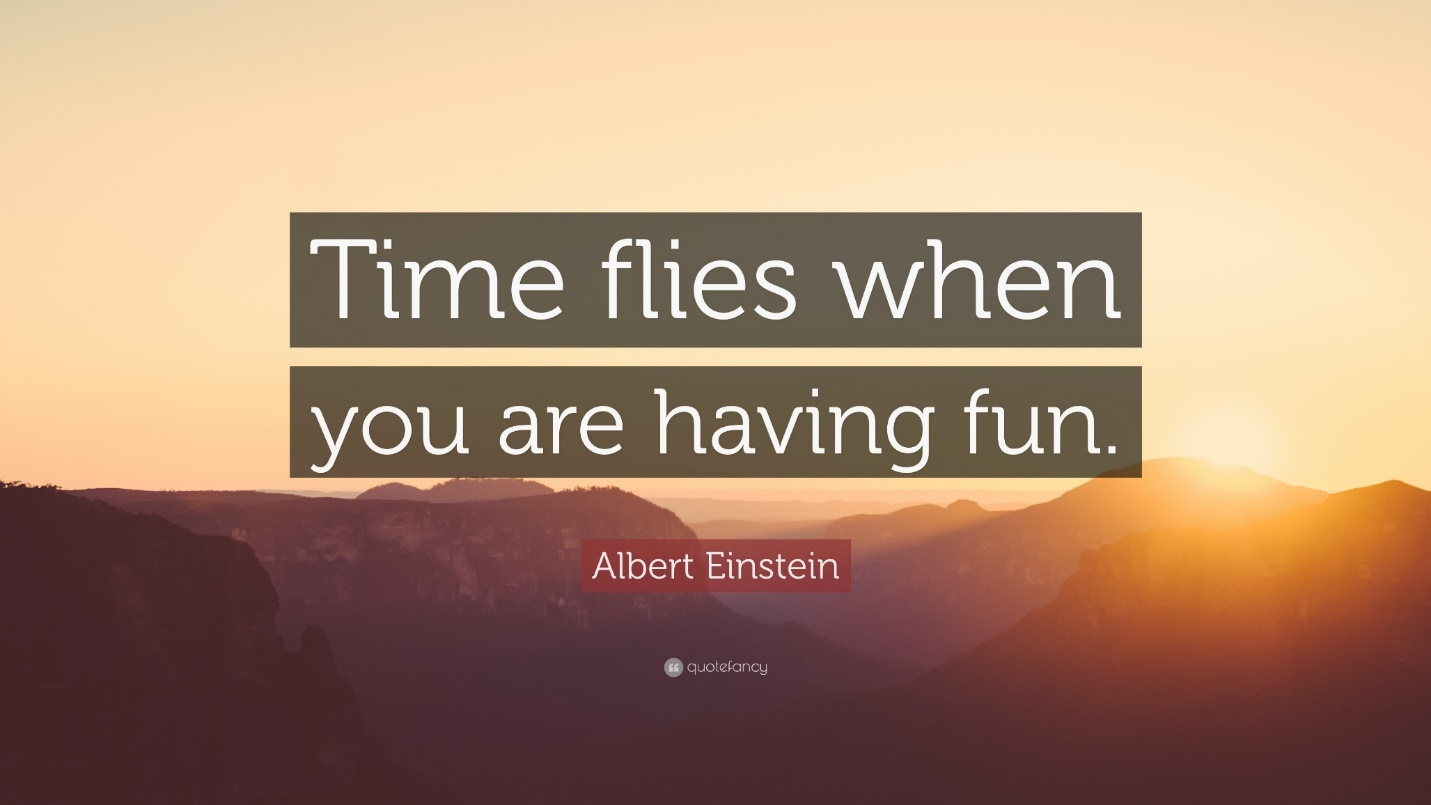 Time flies when
you are having fun.
Albert Einstein
quotefancy